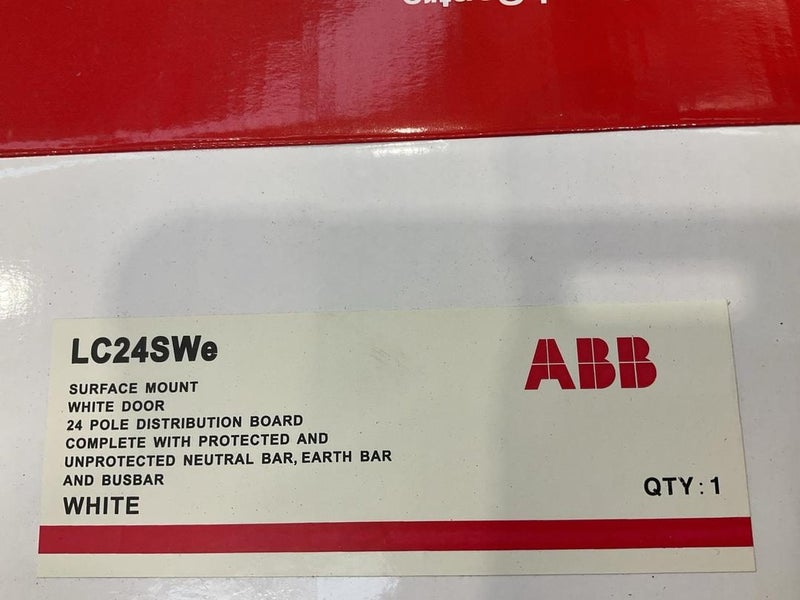 LC24SWe
ABB
SURFACE MOUNT
WHITE DOOR
24 POLE DISTRIBUTION BOARD
COMPLETE WITH PROTECTED AND
UNPROTECTED NEUTRAL BAR, EARTH BAR
AND BUSBAR
WHITE
QTY: 1